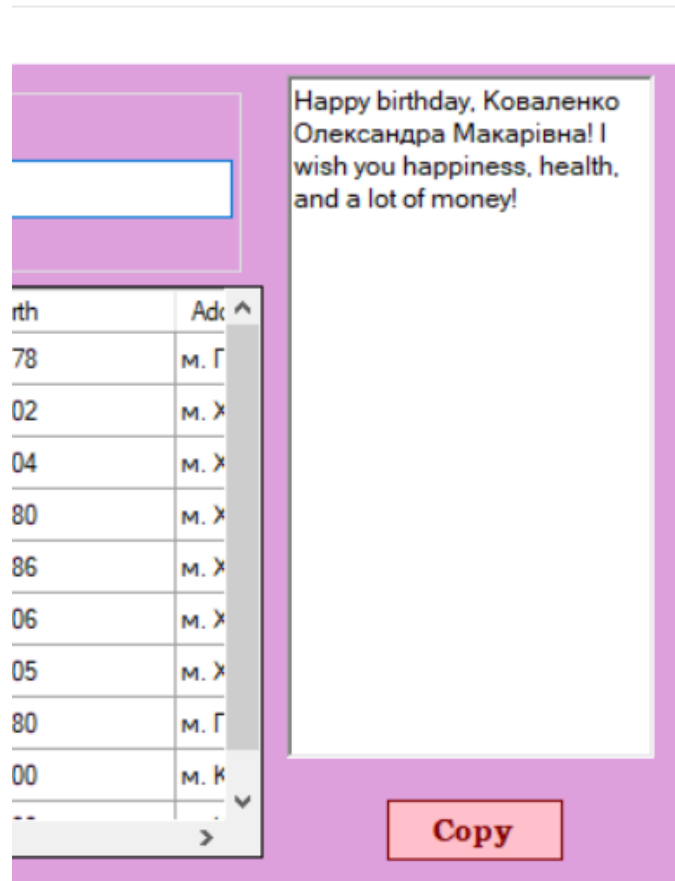 Happy birthday, Коваленко
Олександра Макарівна! I
wish you happiness, health,
and a lot of money!
78 м.
02 м.
04 м.
80 м.
86 м.
06 м.
05 м.
80 м.
00 м.
Copy